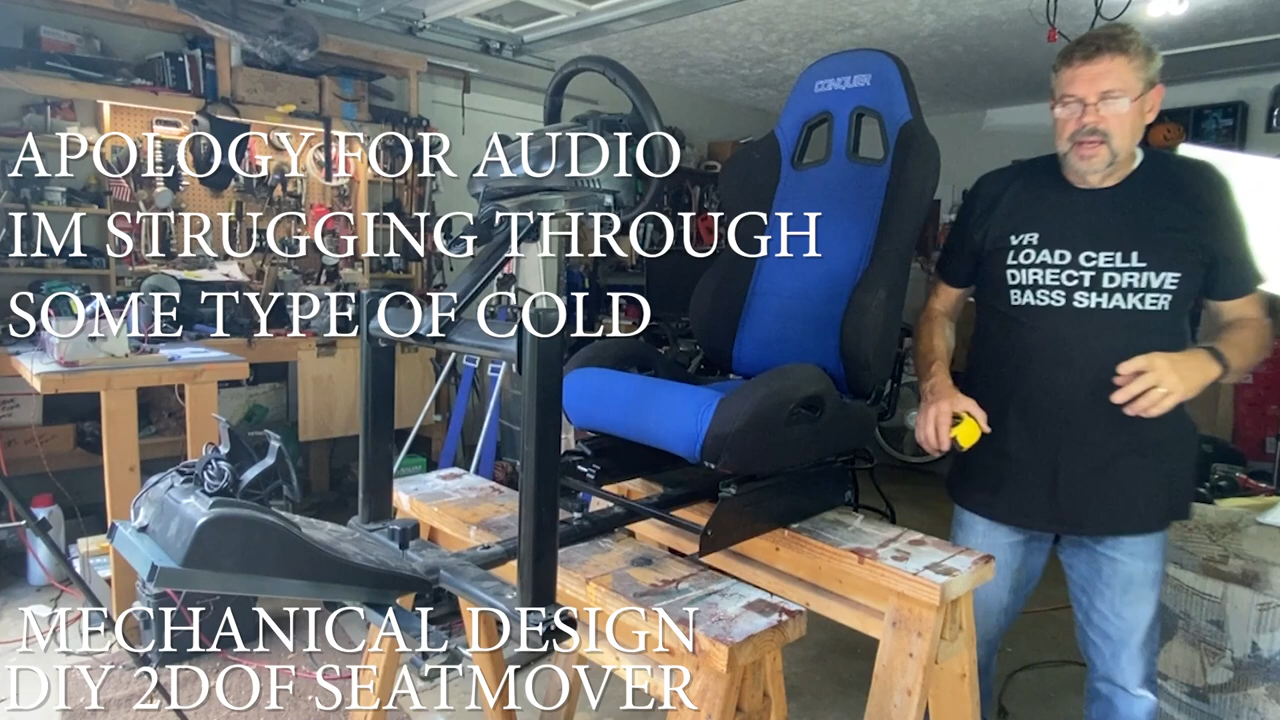 CONQUER
APOLOGY FOR AUDIO
IM STRUGGING THROUGH
SOME TYPE OF COLD
VR
LOAD CELL
DIRECT DRIVE
BASS SHAKER
MECHANICAL DESIGN
DIY 2DOF SEATMOVER